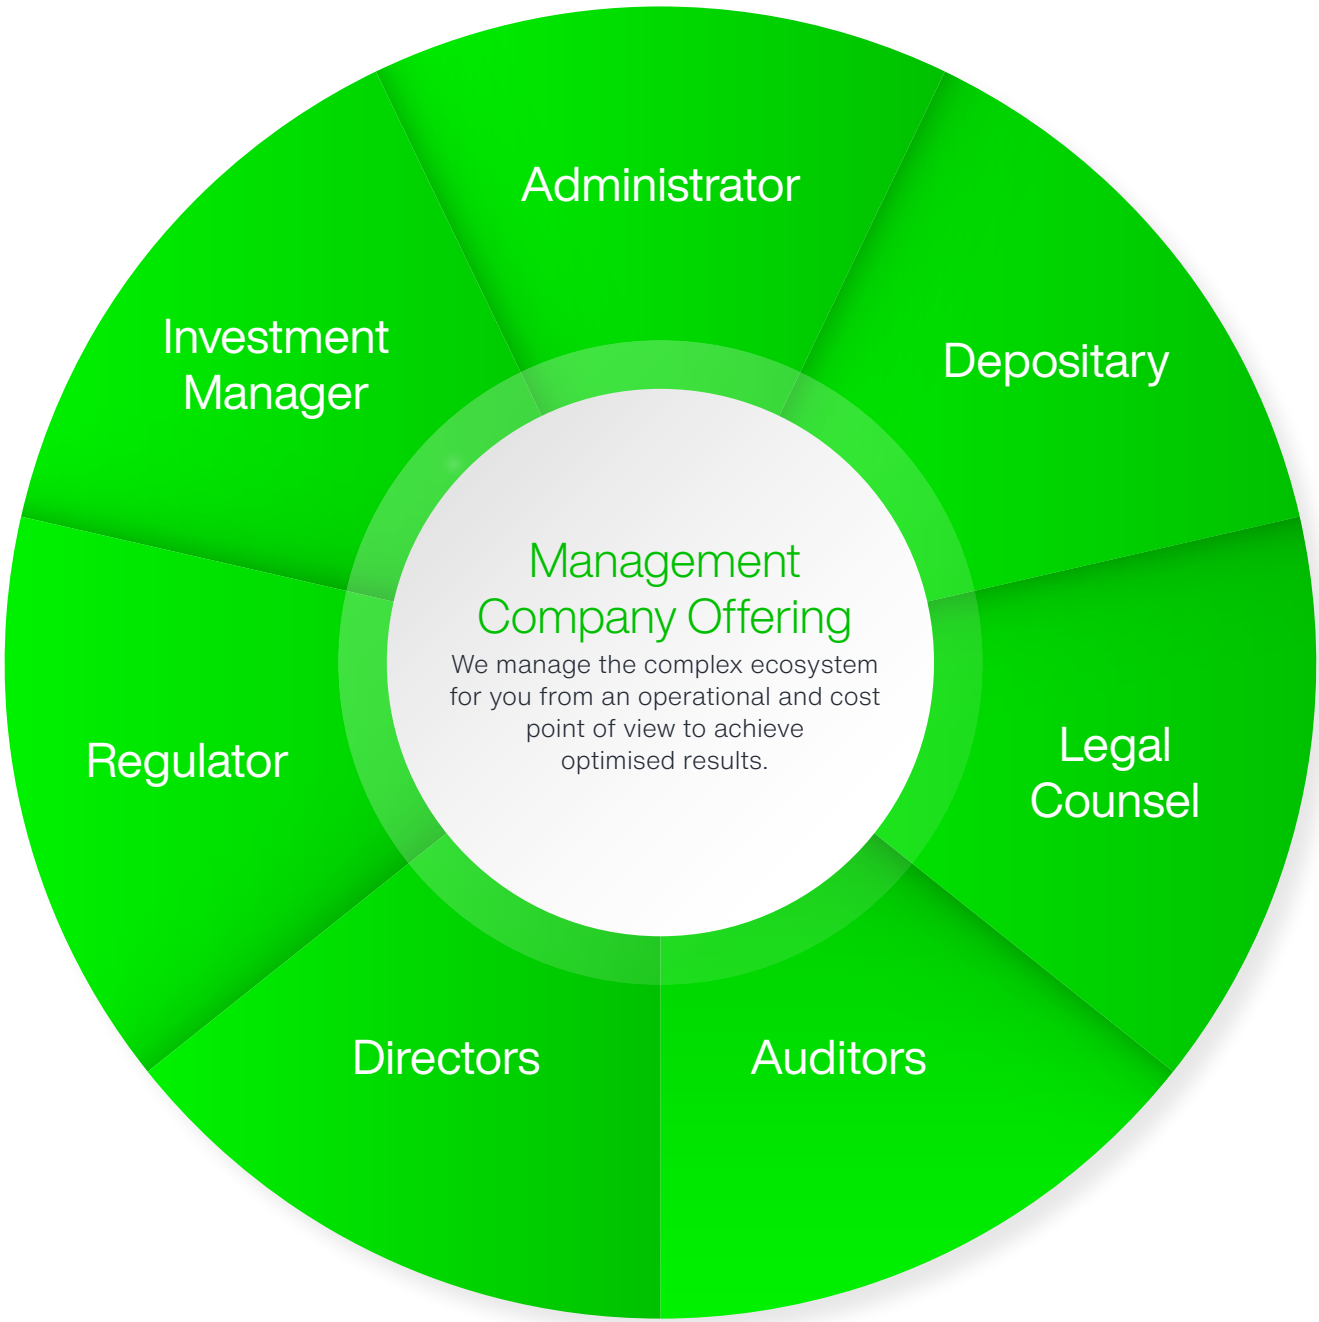 Administrator
Depositary
Legal
Counsel
Auditors
Directors
Regulator
Investment
Manager
Management
Company Offering
We manage the complex ecosystem
for you from an operational and cost
point of view to achieve
optimised results.